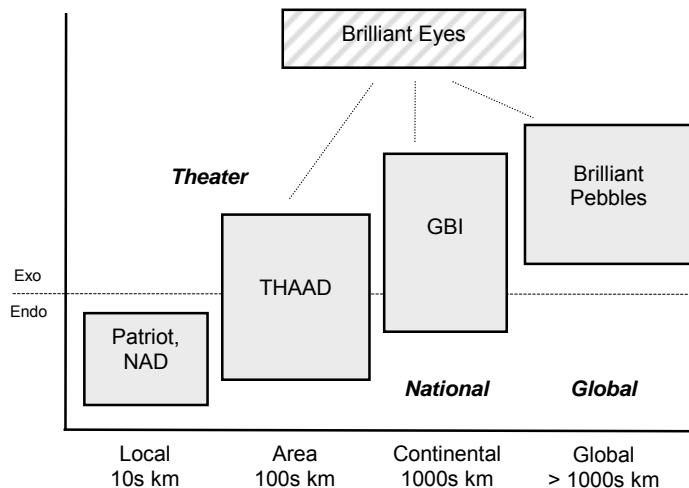 Brilliant Eyes
Theater
Brilliant
Pebbles
GBI
Exo
THAAD
Endo
Patriot,
NAD
National
Global
Local
10s km
Area
100s km
Continental
1000s km
Global
> 1000s km